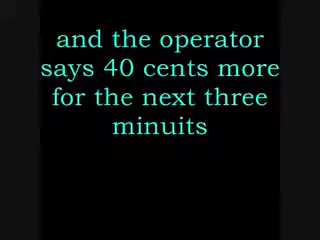 and the operator
says 40 cents more
for the next three
minuits